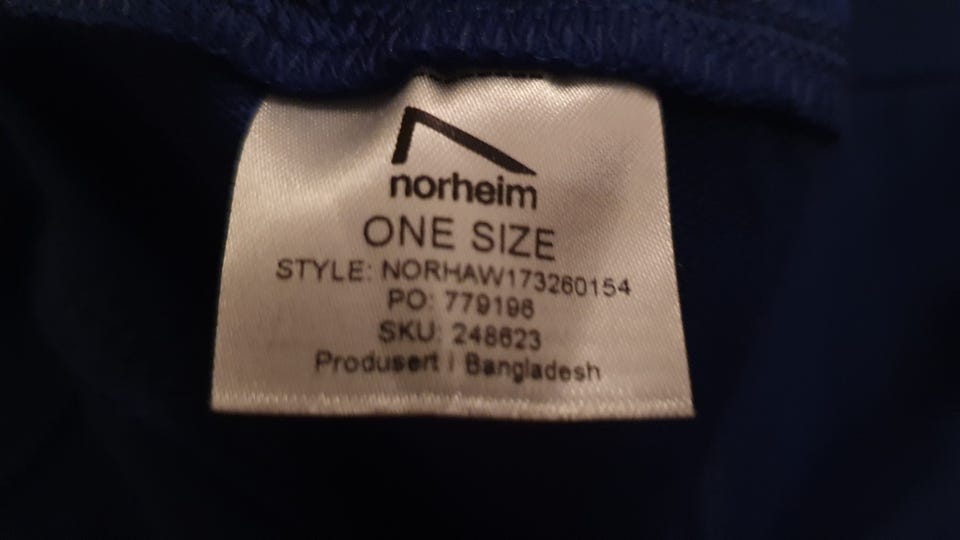 norheim
ONE SIZE
STYLE: NORHAW173260154
PO: 779196
SKU: 248623
Produsert i Bangladesh